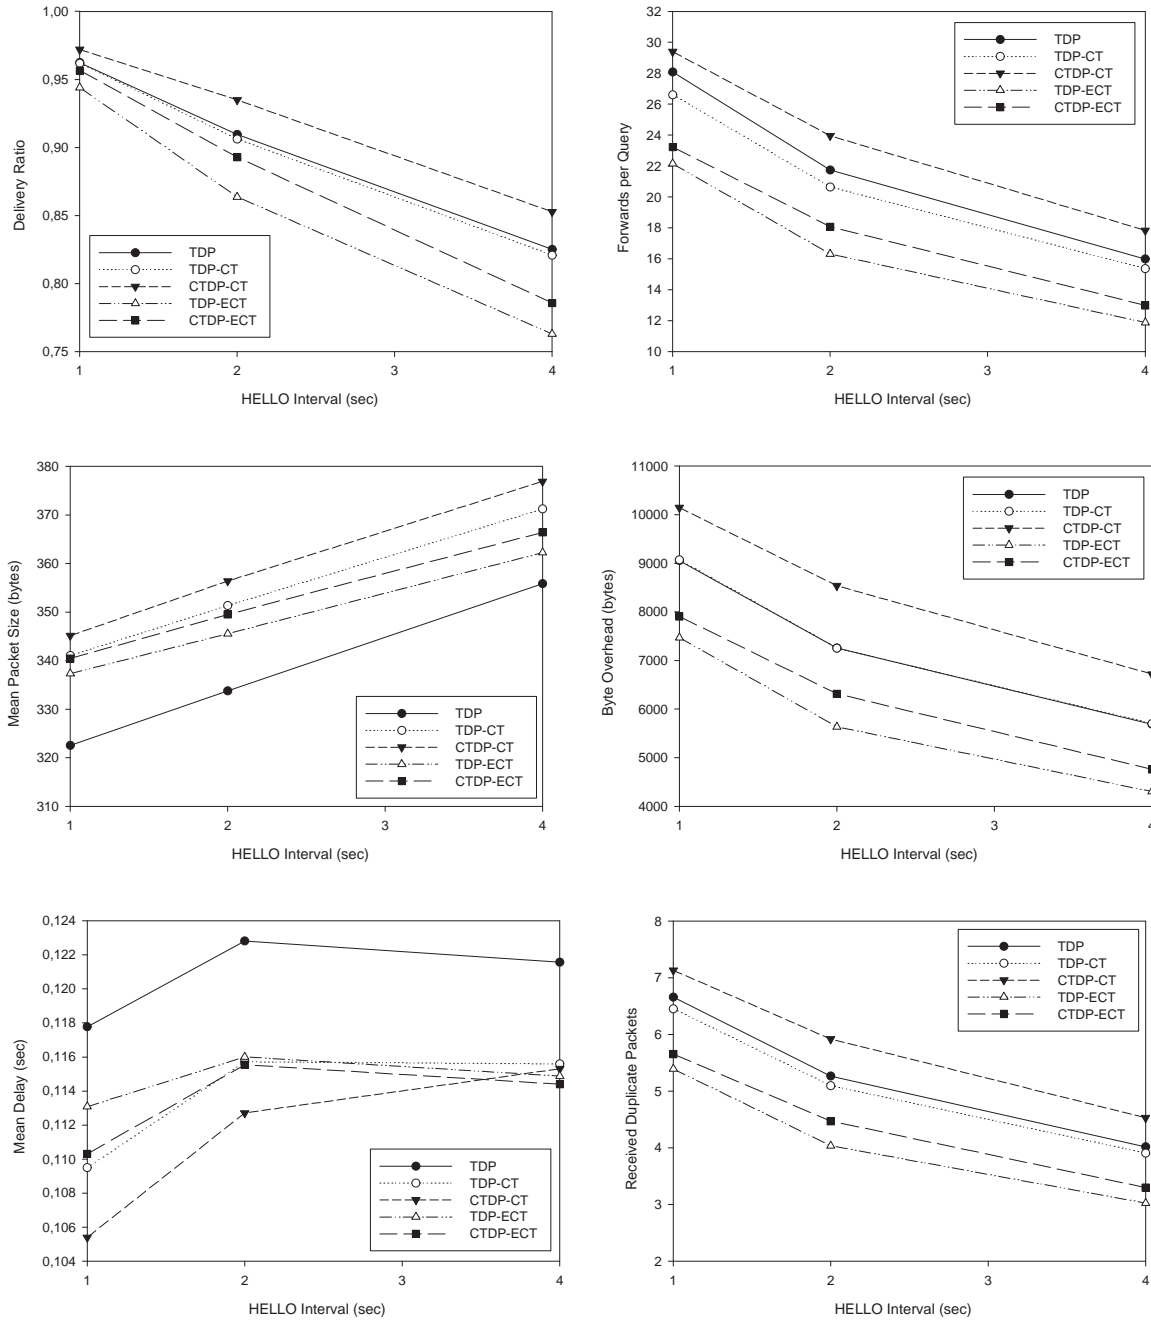 1,00
0,95
0,90
0,85
0,80
0,75
Delivery Ratio
TDP
TDP-CT
CTDP-CT
TDP-ECT
CTDP-ECT
1 2 3 4
HELLO Interval (sec)
32
30
28
26
24
22
20
18
16
14
12
10
Forwards per Query
TDP
TDP-CT
CTDP-CT
TDP-ECT
CTDP-ECT
1 2 3 4
HELLO Interval (sec)
380
370
360
350
340
330
320
310
Mean Packet Size (bytes)
TDP
TDP-CT
CTDP-CT
TDP-ECT
CTDP-ECT
1 2 3 4
HELLO Interval (sec)
11000
10000
9000
8000
7000
6000
5000
4000
Byte Overhead (bytes)
TDP
TDP-CT
CTDP-CT
TDP-ECT
CTDP-ECT
1 2 3 4
HELLO Interval (sec)
0,124
0,122
0,120
0,118
0,116
0,114
0,112
0,110
0,108
0,106
0,104
Mean Delay (sec)
TDP
TDP-CT
CTDP-CT
TDP-ECT
CTDP-ECT
1 2 3 4
HELLO Interval (sec)
8
7
6
5
4
3
2
Received Duplicate Packets
TDP
TDP-CT
CTDP-CT
TDP-ECT
CTDP-ECT
1 2 3 4
HELLO Interval (sec)